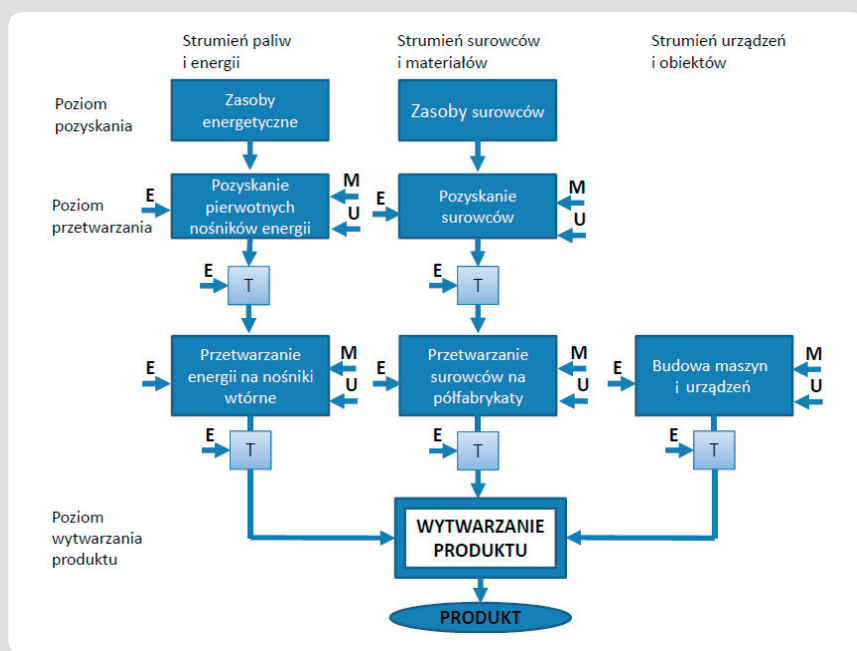 Strumień paliw
i energii
Strumień surowców
i materiałów
Strumień urządzeń
i obiektów
Poziom
pozyskania
Zasoby
energetyczne
Zasoby surowców
Poziom
przetwarzania
E
Pozyskanie
pierwotnych
nośników energii
M
U
E
Pozyskanie
surowców
M
U
E
T
E
T
E
Przetwarzanie
energii na nośniki
wtórne
M
U
E
Przetwarzanie
surowców na
półfabrykaty
M
U
E
Budowa maszyn
i urządzeń
M
U
E
T
E
T
E
T
Poziom
wytwarzania
produktu
WYTWARZANIE
PRODUKTU
PRODUKT